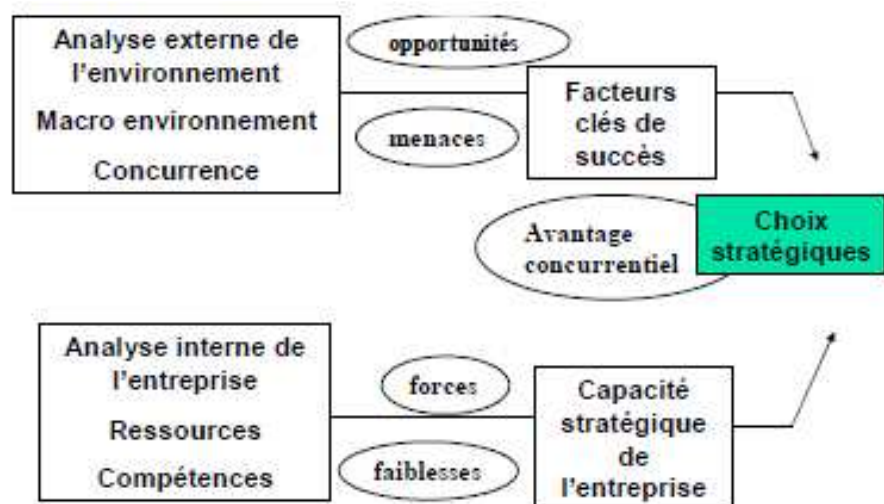 Analyse externe de
l'environnement
Macro environnement
Concurrence
opportunités
menaces
Facteurs
clés de
succès
Avantage
concurrentiel
Choix
stratégiques
Analyse interne de
l'entreprise
Ressources
Compétences
forces
faiblesses
Capacité
stratégique
de
l'entreprise